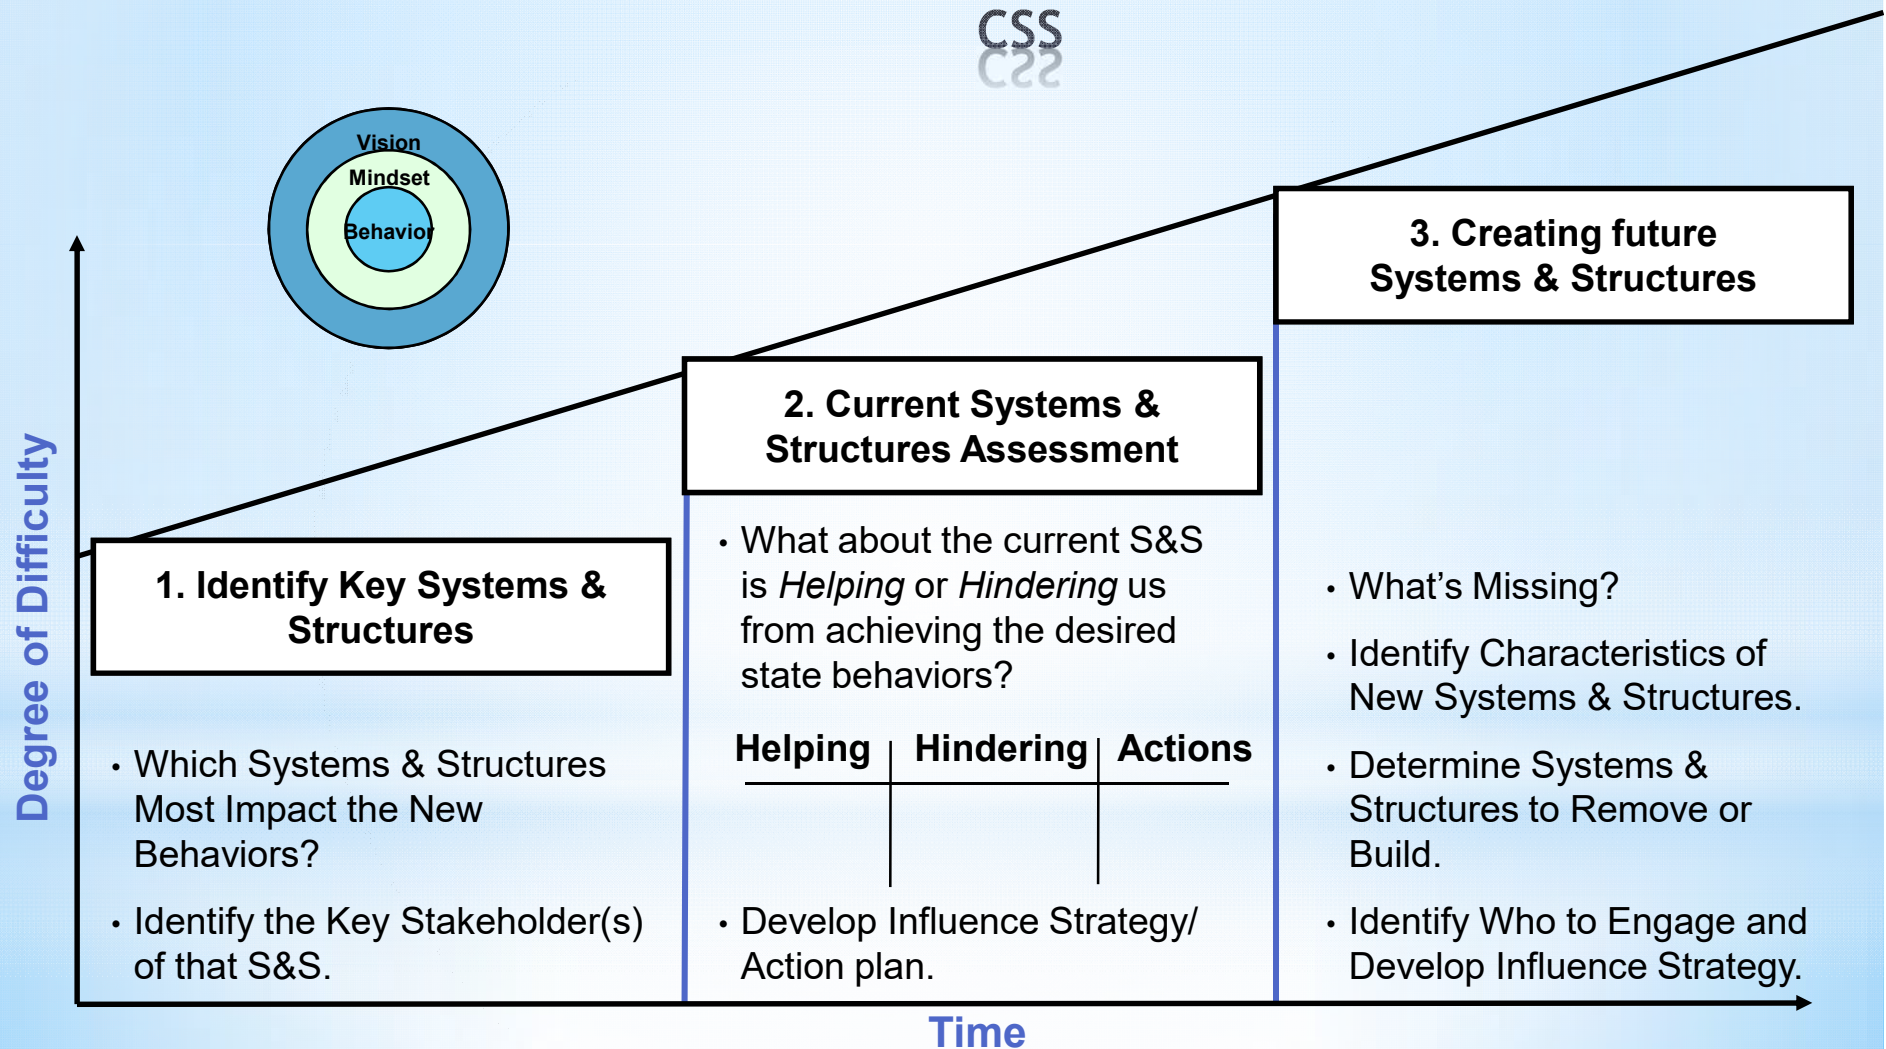 CSS
Vision
Mindset
Behavior
Degree of Difficulty
1. Identify Key Systems &
Structures
• Which Systems & Structures
Most Impact the New
Behaviors?
• Identify the Key Stakeholder(s)
of that S&S.
2. Current Systems &
Structures Assessment
• What about the current S&S
is Helping or Hindering us
from achieving the desired
state behaviors?
Helping Hindering Actions
• Develop Influence Strategy/
Action plan.
3. Creating future
Systems & Structures
• What’s Missing?
• Identify Characteristics of
New Systems & Structures.
• Determine Systems &
Structures to Remove or
Build.
• Identify Who to Engage and
Develop Influence Strategy.
Time